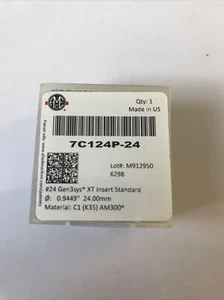 AMEC
Qty: 1
Made in US
7C124P-24
Lot#: M912950
6298
#24 Gen3sys® XT Insert Standard
Ø: 0.9449" 24.00mm
Material: C1 (K35) AM300®